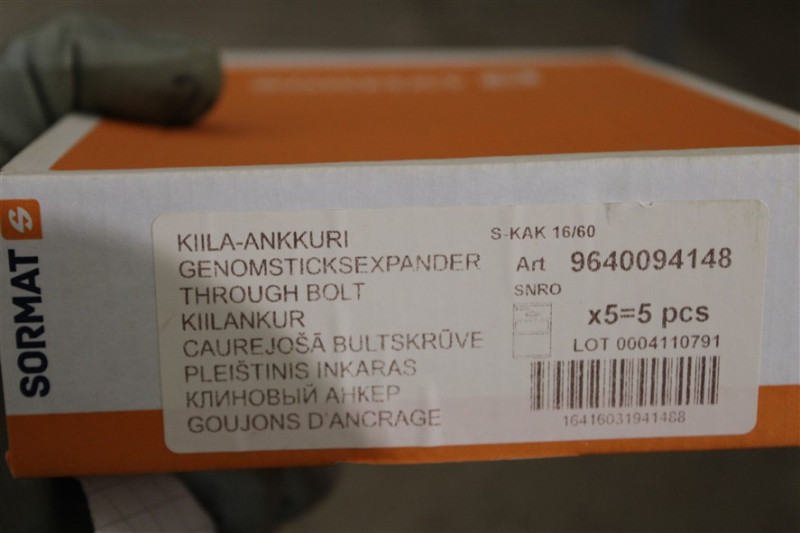 SORMAT
KIILA-ANKKURI
GENOMSTICKSEXPANDER
THROUGH BOLT
KIILANKUR
CAUREJOŠĀ BULTSKRŪVE
PLEIŠTINIS INKARAS
КЛИНОВЫЙ АНКЕР
GOUJONS D'ANCRAGE
S-KAK 16/60
Art 9640094148
SNRO
x5=5 pcs
LOT 0004110791
16416031941488